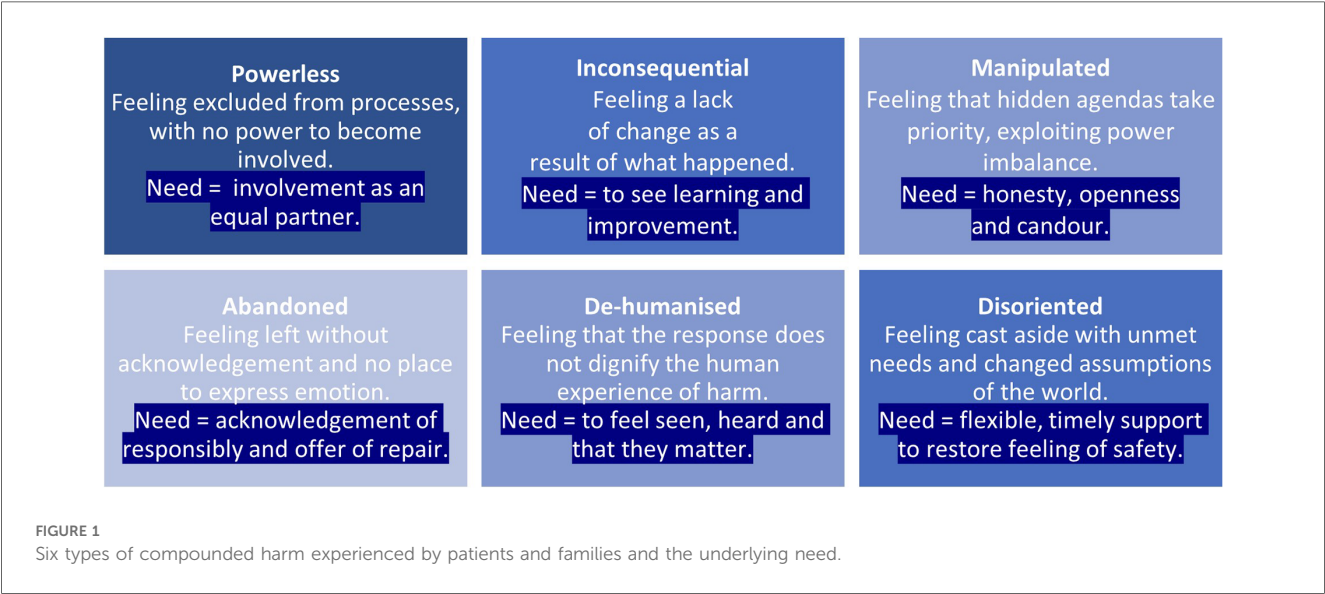 Powerless
Feeling excluded from processes,
with no power to become
involved.
Need = involvement as an
equal partner.
Inconsequential
Feeling a lack
of change as a
result of what happened.
Need = to see learning and
improvement.
Manipulated
Feeling that hidden agendas take
priority, exploiting power
imbalance.
Need = honesty, openness
and candour.
Abandoned
Feeling left without
acknowledgement and no place
to express emotion.
Need = acknowledgement of
responsibly and offer of repair.
De-humanised
Feeling that the response does
not dignify the human
experience of harm.
Need = to feel seen, heard and
that they matter.
Disoriented
Feeling cast aside with unmet
needs and changed assumptions
of the world.
Need = flexible, timely support
to restore feeling of safety.
FIGURE 1
Six types of compounded harm experienced by patients and families and the underlying need.